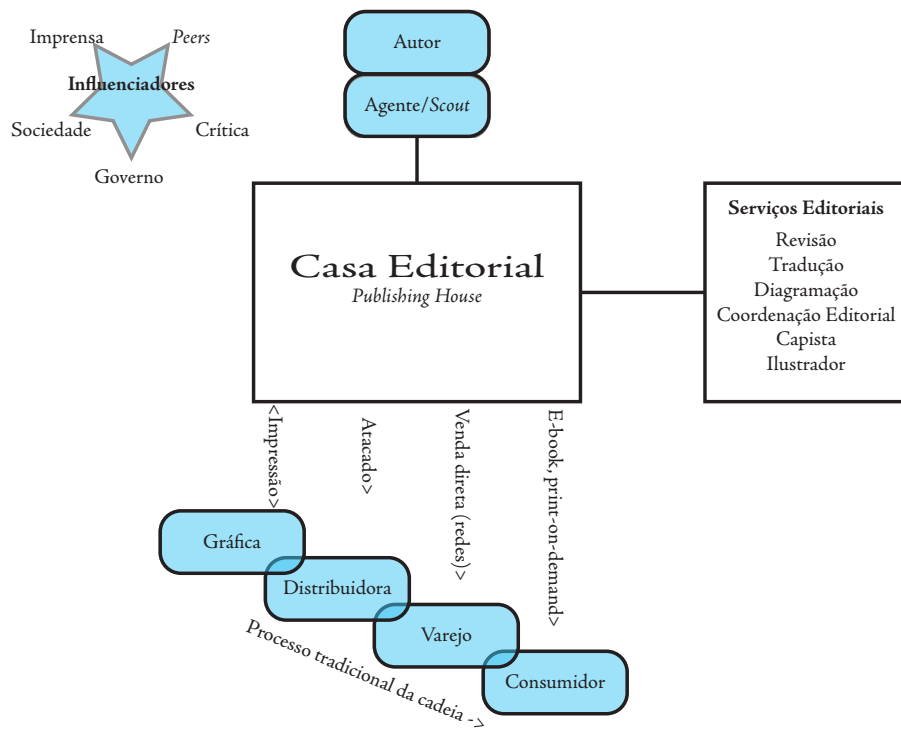 Imprensa
Peers
Influenciadores
Sociedade
Crítica
Governo
Autor
Agente/Scout
Casa Editorial
Publishing House
Serviços Editoriais
Revisão
Tradução
Diagramação
Coordenação Editorial
Capista
Ilustrador
<Impressão>
Atacado>
Venda direta (redes)>
E-book, print-on-demand>
Gráfica
Distribuidora
Varejo
Consumidor
Processo tradicional da cadeia ->